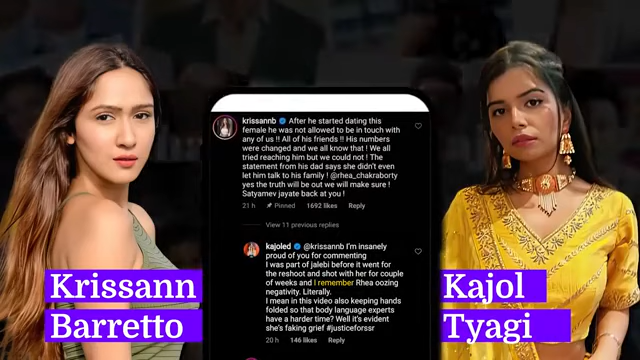 krissannb After he started dating this
female he was not allowed to be in touch with
any of us !! All of his friends !! His numbers
were changed and we all know that ! We all
tried reaching him but we could not ! The
statement from his dad says she didn't even
let him talk to his family ! @rhea_chakraborty
yes the truth will be out we will make sure !
Satyamev jayate back at you !
21 h Pinned 1692 likes Reply
View 11 previous replies
kajoled @krissannb I'm insanely
proud of you for commenting
I was part of jalebi before it went for
the reshoot and shot with her for couple
of weeks and I remember Rhea oozing
negativity. Literally.
I mean in this video also keeping hands
folded so that body language experts
have a harder time? Well it's evident
she's faking grief #justiceforssr
20 h 146 likes Reply
Krissann
Barretto
Kajol
Tyagi